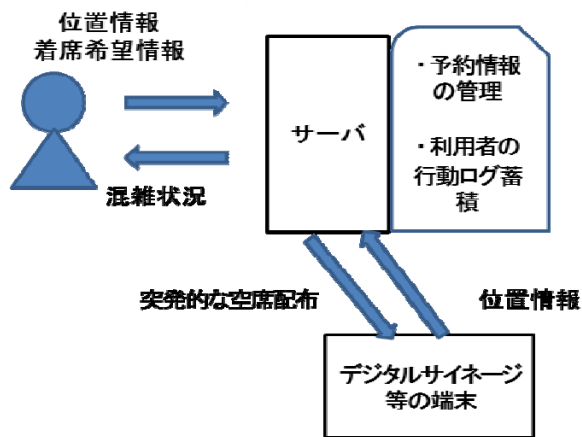 位置情報
着席希望情報
混雑状況
サーバ
・予約情報
の管理
・利用者の
行動ログ蓄
積
突発的な空席配布
位置情報
デジタルサイネージ
等の端末